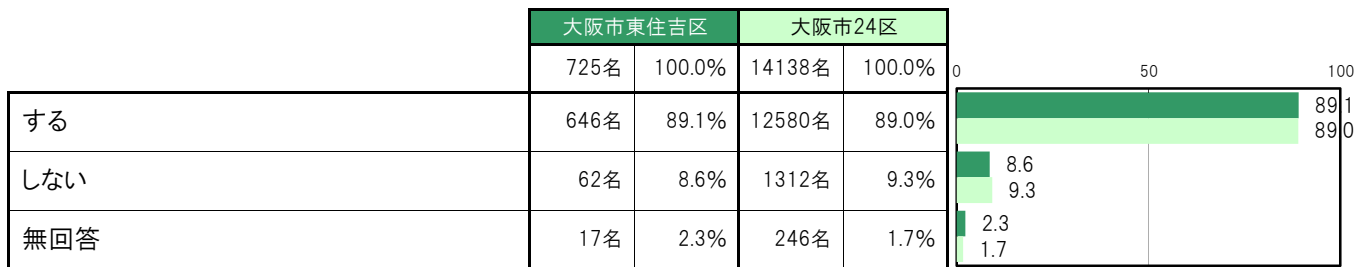 大阪市東住吉区 大阪市24区
725名 100.0% 14138名 100.0% 0 50 100
する 646名 89.1% 12580名 89.0% 89.1
89.0
しない 62名 8.6% 1312名 9.3% 8.6
9.3
無回答 17名 2.3% 246名 1.7% 2.3
1.7